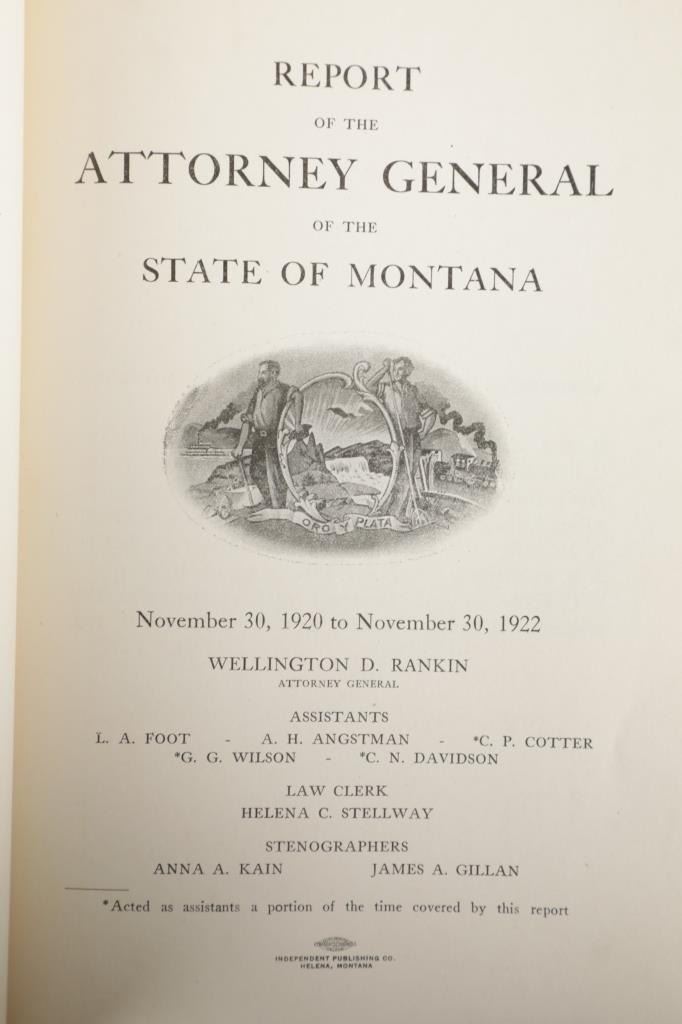 REPORT
OF THE
ATTORNEY GENERAL
OF THE
STATE OF MONTANA
ORO Y PLATA
November 30, 1920 to November 30, 1922
WELLINGTON D. RANKIN
ATTORNEY GENERAL
ASSISTANTS
L. A. FOOT - A. H. ANGSTMAN - *C. P. COTTER
*G. G. WILSON - *C. N. DAVIDSON
LAW CLERK
HELENA C. STELLWAY
STENOGRAPHERS
ANNA A. KAIN JAMES A. GILLAN
*Acted as assistants a portion of the time covered by this report
INDEPENDENT PUBLISHING CO.
HELENA, MONTANA